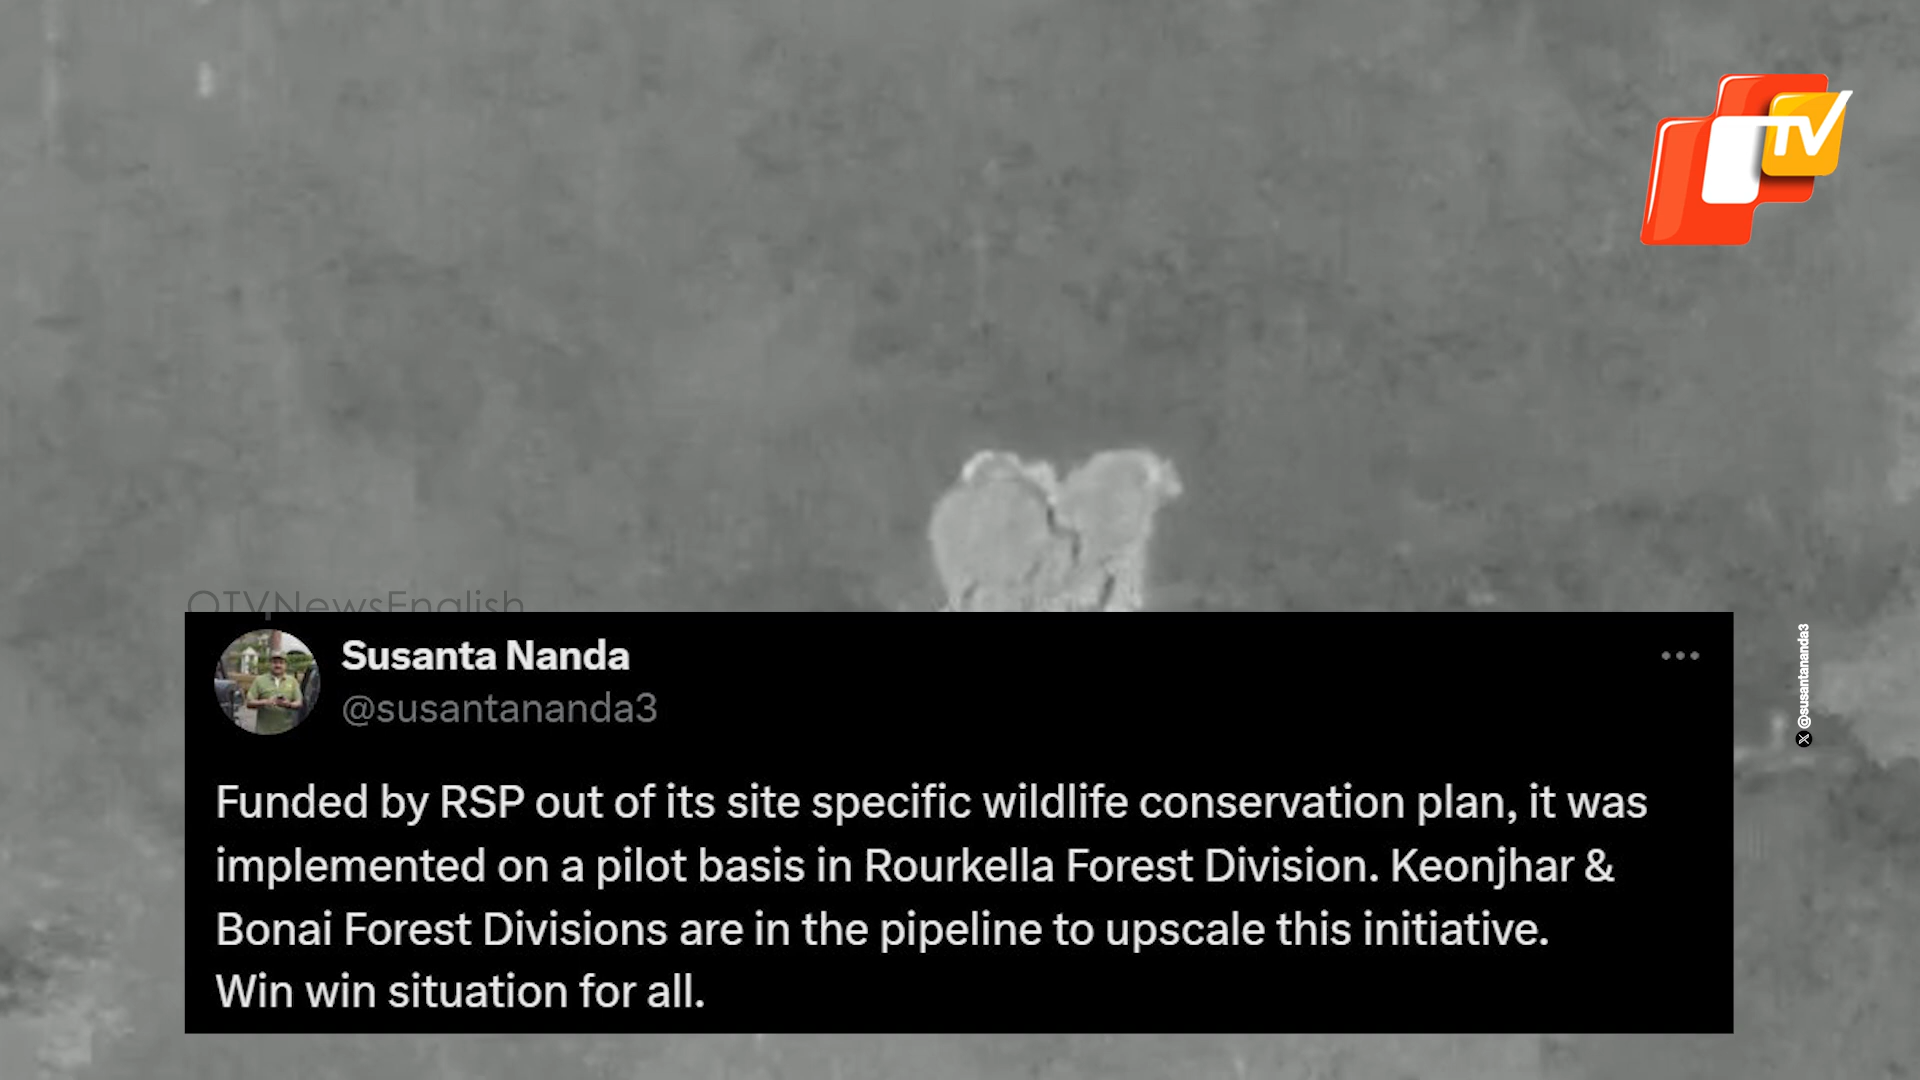 TV
OTVNewsEnglish
Susanta Nanda
@susantananda3
Funded by RSP out of its site specific wildlife conservation plan, it was
implemented on a pilot basis in Rourkella Forest Division. Keonjhar &
Bonai Forest Divisions are in the pipeline to upscale this initiative.
Win win situation for all.
@susantananda3